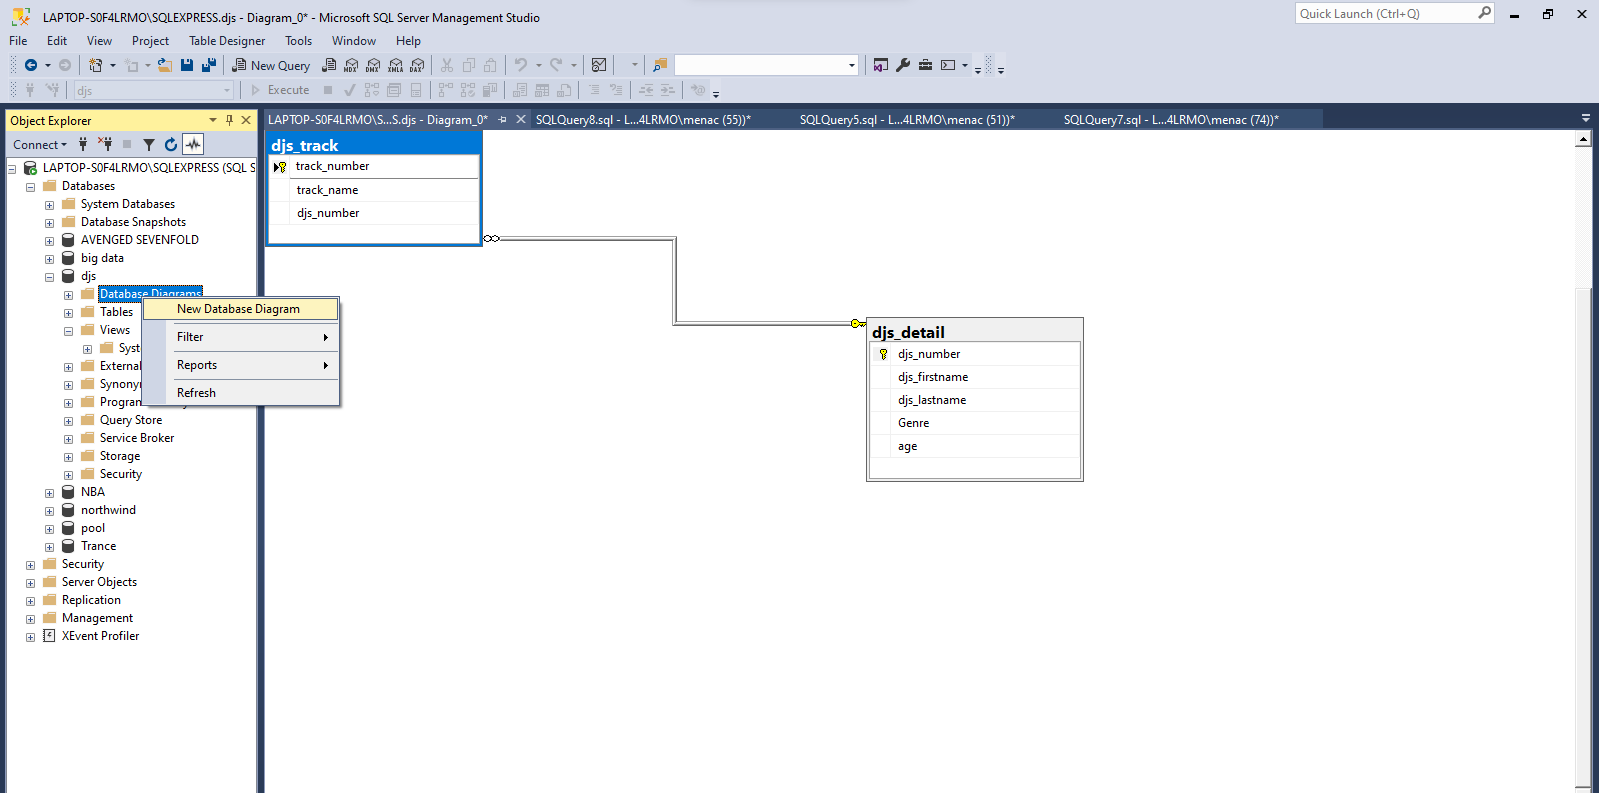 LAPTOP-S0F4LRMO\SQLEXPRESS.djs - Diagram_0* - Microsoft SQL Server Management Studio
Quick Launch (Ctrl+Q)
File Edit View Project Table Designer Tools Window Help
New Query MDX DMX XMLA DAX
djs Execute
Object Explorer
LAPTOP-S0F4LRMO\S...S.djs - Diagram_0* SQLQuery8.sql - L...4LRMO\menac (55))* SQLQuery5.sql - L...4LRMO\menac (51))* SQLQuery7.sql - L...4LRMO\menac (74))*
Connect
LAPTOP-S0F4LRMO\SQLEXPRESS (SQL S
Databases
System Databases
Database Snapshots
AVENGED SEVENFOLD
big data
djs
Database Diagrams
Tables
Views
Syst
External
Synony
Program
Query Store
Service Broker
Storage
Security
NBA
northwind
pool
Trance
Security
Server Objects
Replication
Management
XEvent Profiler
New Database Diagram
Filter
Reports
Refresh
djs_track
track_number
track_name
djs_number
djs_detail
djs_number
djs_firstname
djs_lastname
Genre
age